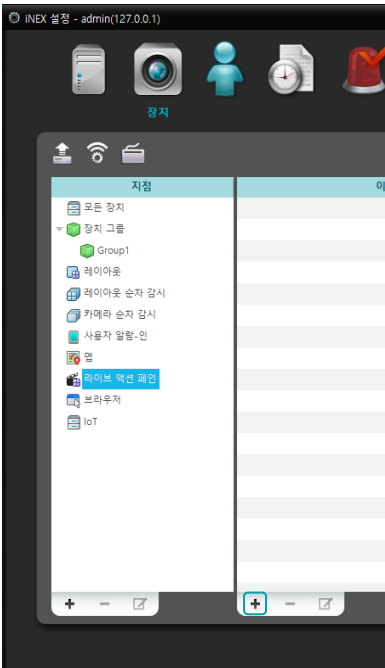 iNEX 설정 - admin(127.0.0.1)
장치
지점
모든 장치
장치 그룹
Group1
레이아웃
레이아웃 순차 감시
카메라 순차 감시
사용자 알람-인
맵
라이브 액션 페인
브라우저
IoT